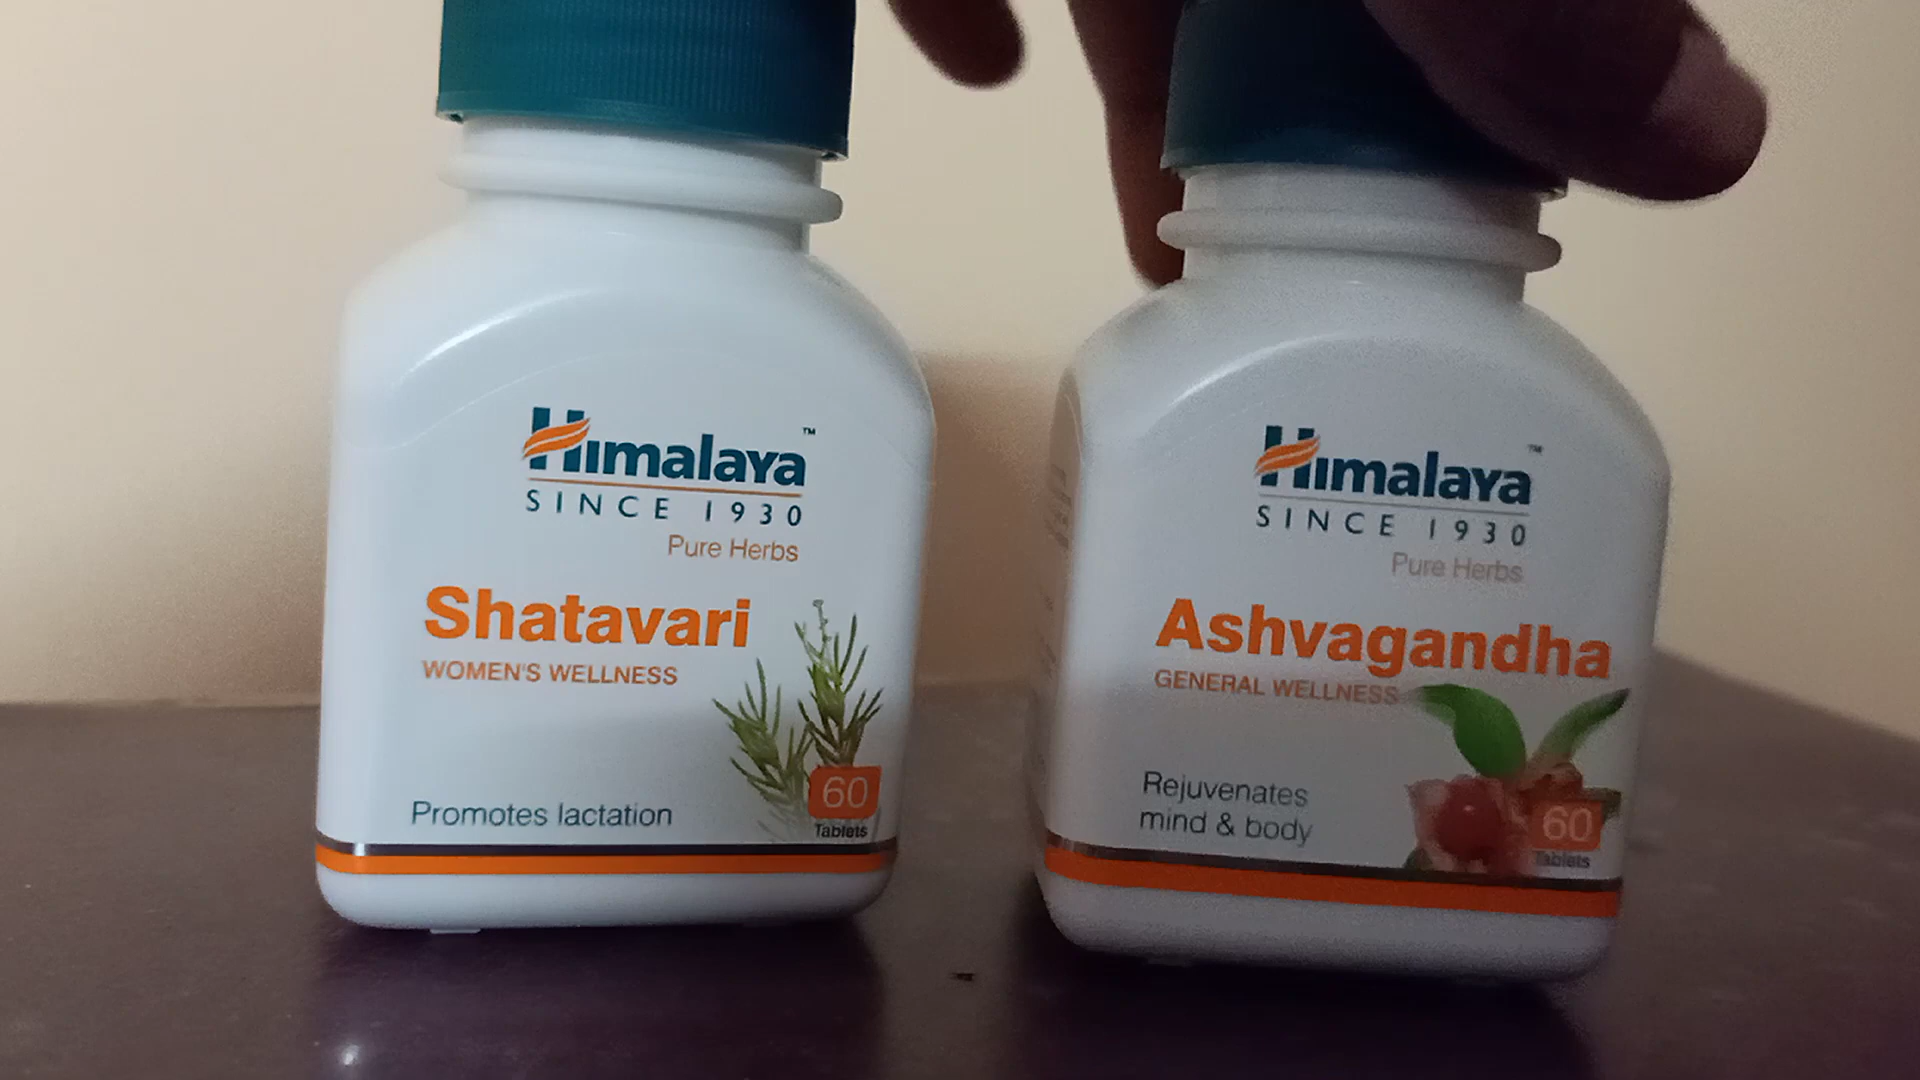 Himalaya™
SINCE 1930
Pure Herbs
Shatavari
WOMEN'S WELLNESS
Promotes lactation
60
Tablets
Himalaya™
SINCE 1930
Pure Herbs
Ashvagandha
GENERAL WELLNESS
Rejuvenates
mind & body
60
Tablets